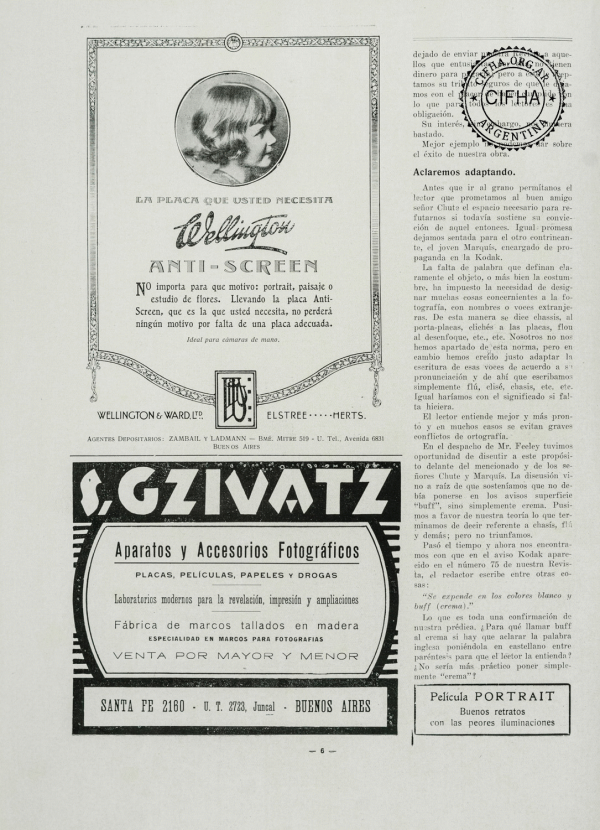 LA PLACA QUE USTED NECESITA
Wellington
ANTI-SCREEN
NO importa para que motivo: portrait, paisaje o
estudio de flores. Llevando la placa Anti-
Screen, que es la que usted necesita, no perderá
ningún motivo por falta de una placa adecuada.
Ideal para cámaras de mano.
WELLINGTON & WARD, LTD. ELSTREE·····HERTS.
AGENTES DEPOSITARIOS: ZAMBAIL Y LADMANN — BMÉ. MITRE 519 - U. Tel., Avenida 6831
BUENOS AIRES
S. GZIVATZ
Aparatos y Accesorios Fotográficos
PLACAS, PELÍCULAS, PAPELES Y DROGAS
Laboratorios modernos para la revelación, impresión y ampliaciones
Fábrica de marcos tallados en madera
ESPECIALIDAD EN MARCOS PARA FOTOGRAFIAS
VENTA POR MAYOR Y MENOR
SANTA FE 2160 - U. T. 2723, Juncal - BUENOS AIRES
dejado de enviar Revista a aque-
llos que no tienen
dinero para pero a
tamos su seguros de que
mos con el
lo que para
obligación.
Su interés,
bastado.
Mejor ejemplo no dar sobre
el éxito de nuestra obra.
CIFHA. ORG. AR
CIFHA
ARGENTINA
Aclaremos adaptando.
Antes que ir al grano permítanos el
lector que prometamos al buen amigo
señor Chute el espacio necesario para re-
futarnos si todavía sostiene su convic-
ción de aquel entonces. Igual promesa
dejamos sentada para el otro contrincan-
te, el joven Marquís, encargado de pro-
paganda en la Kodak.
La falta de palabra que definan cla-
ramente el objeto, o más bien la costum-
bre, ha impuesto la necesidad de desig-
nar muchas cosas concernientes a la fo-
tografía, con nombres o voces extranje-
ras. De esta manera se dice chassis, al
porta-placas, clichés a las placas, flou
al desenfoque, etc., etc. Nosotros no nos
hemos apartado de esta norma, pero en
cambio hemos creído justo adaptar la
escritura de esas voces de acuerdo a su
pronunciación y de ahí que escribamos
simplemente flú, clisé, chasis, etc. etc.
Igual haríamos con el significado si fal-
ta hiciera.
El lector entiende mejor y más pron-
to y en muchos casos se evitan graves
conflictos de ortografía.
En el despacho de Mr. Feeley tuvimos
oportunidad de discutir a este propósi-
to delante del mencionado y de los se-
ñores Chute y Marquís. La discusión vi-
no a raíz de que sosteníamos que no de-
bía ponerse en los avisos superficie
"buff", sino simplemente crema. Pusi-
mos a favor de nuestra teoría lo que ter-
minamos de decir referente a chasis, flú
y demás; pero no triunfamos.
Pasó el tiempo y ahora nos encontra-
mos con que en el aviso Kodak apare-
cido en el número 75 de nuestra Revis-
ta, el redactor escribe entre otras co-
sas:
"Se expende en los colores blanco y
buff (crema)."
Lo que es toda una confirmación de
nuestra prédica. ¿Para qué llamar buff
al crema si hay que aclarar la palabra
inglesa poniéndola en castellano entre
paréntesis para que el lector la entienda?
¿No sería más práctico poner simple-
mente "crema"?
Película PORTRAIT
Buenos retratos
con las peores iluminaciones
— 6 —